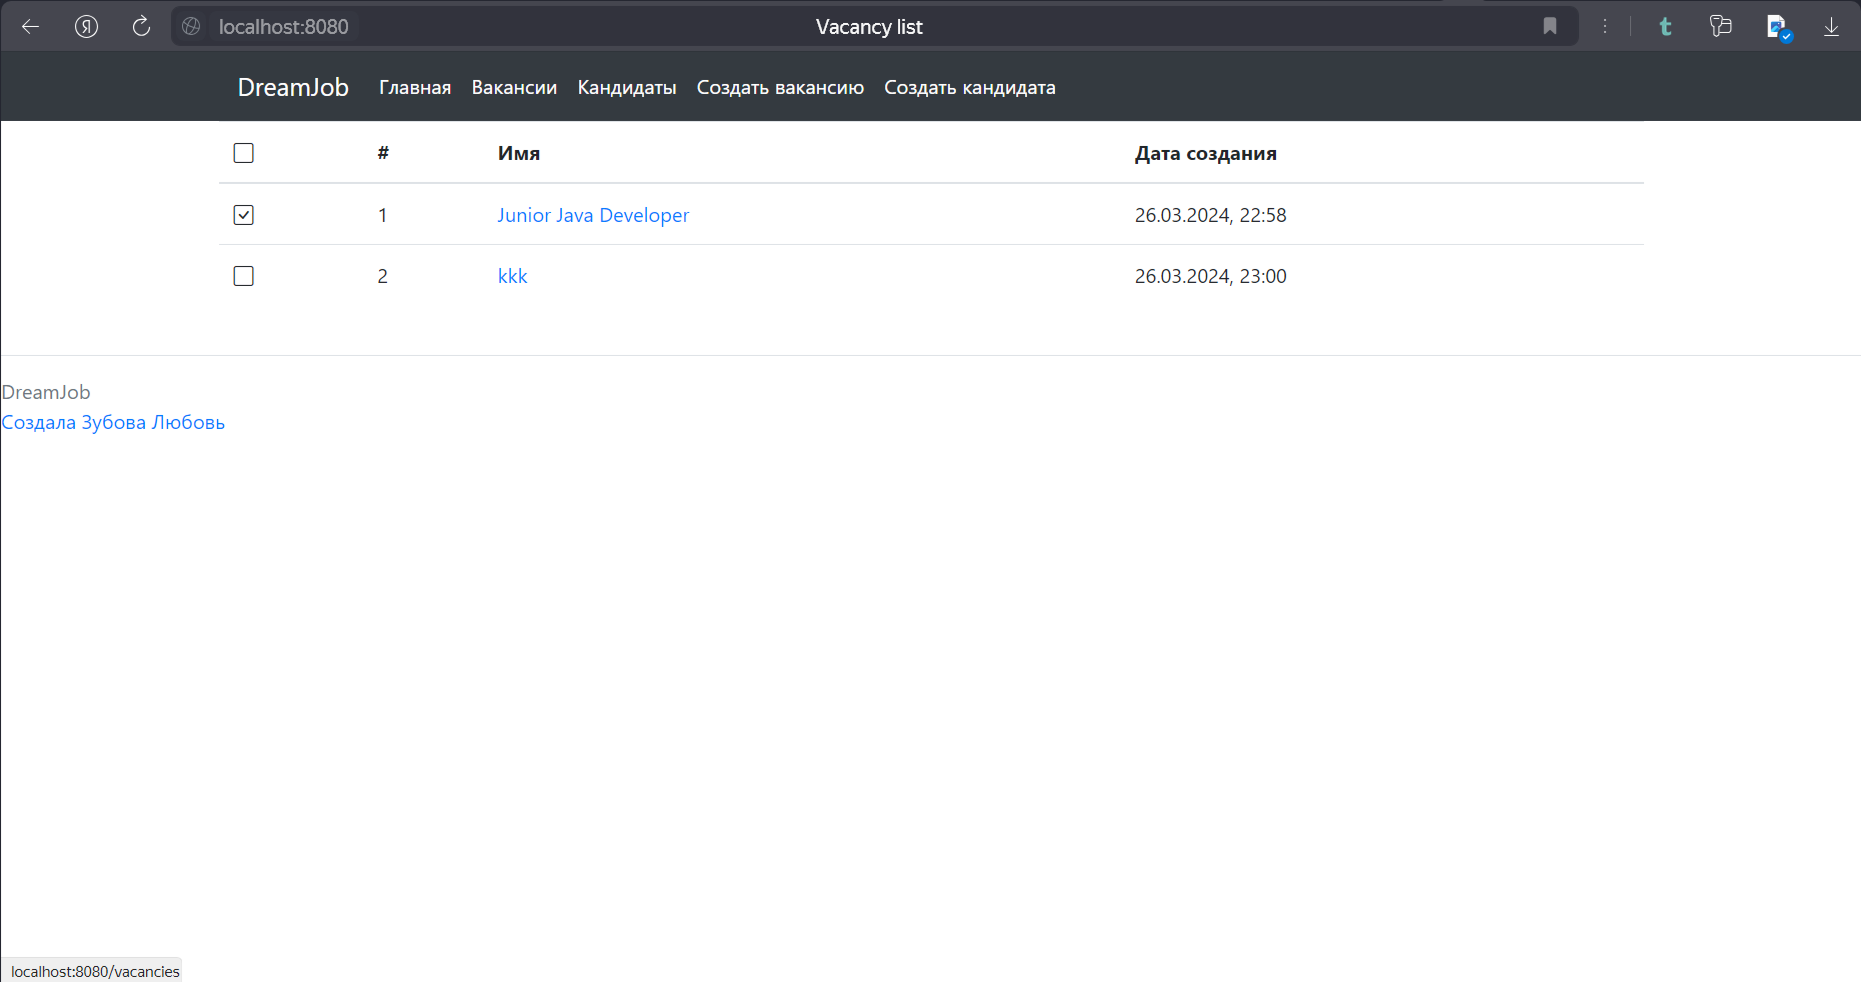 localhost:8080 Vacancy list
DreamJob Главная Вакансии Кандидаты Создать вакансию Создать кандидата
# Имя Дата создания
1 Junior Java Developer 26.03.2024, 22:58
2 kkk 26.03.2024, 23:00
DreamJob
Создала Зубова Любовь
localhost:8080/vacancies